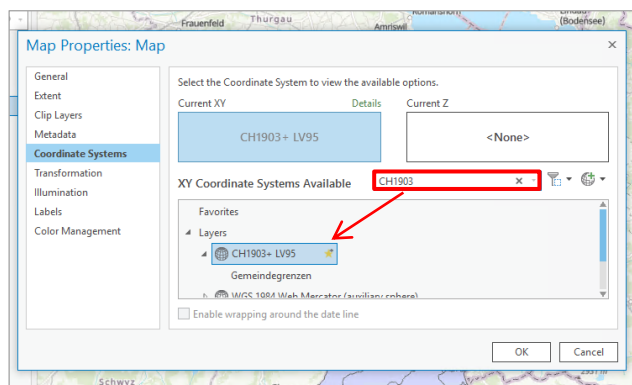 Frauenfeld
Thurgau
Amriswil
Romanshorn
Lindau
(Bodensee)
Map Properties: Map
General
Extent
Clip Layers
Metadata
Coordinate Systems
Transformation
Illumination
Labels
Color Management
Select the Coordinate System to view the available options.
Current XY Details Current Z
CH1903+ LV95 <None>
XY Coordinate Systems Available CH1903
Favorites
Layers
CH1903+ LV95
Gemeindegrenzen
WGS 1984 Web Mercator (auxiliary sphere)
Enable wrapping around the date line
OK Cancel
Schwyz